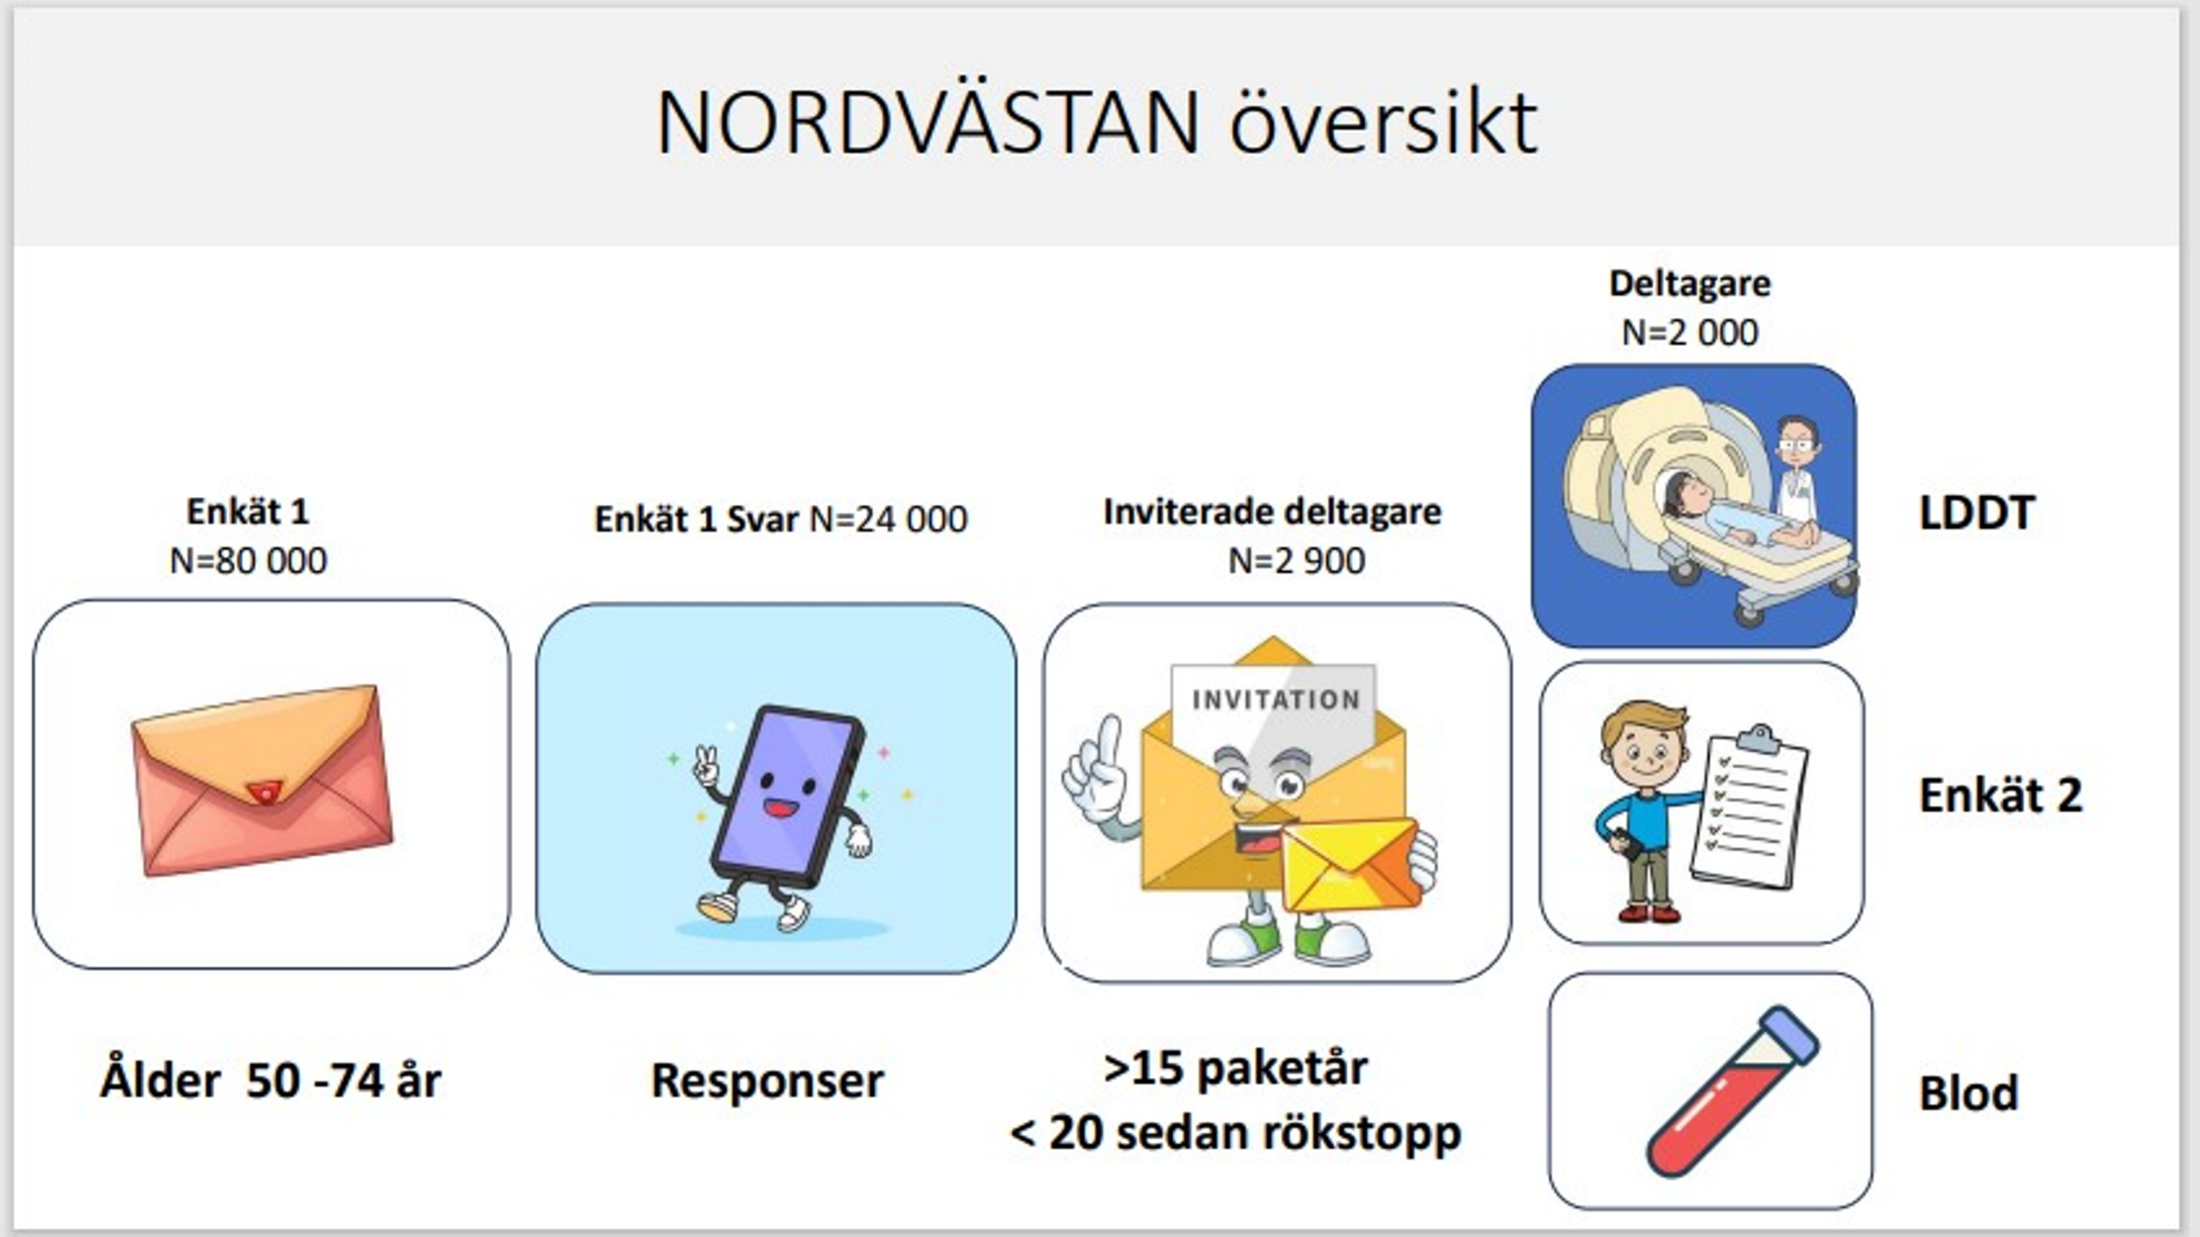 NORDVÄSTAN översikt
Enkät 1
N=80 000
Ålder 50 -74 år
Enkät 1 Svar N=24 000
Responser
Inviterade deltagare
N=2 900
INVITATION
>15 paketår
< 20 sedan rökstopp
Deltagare
N=2 000
LDDT
Enkät 2
Blod